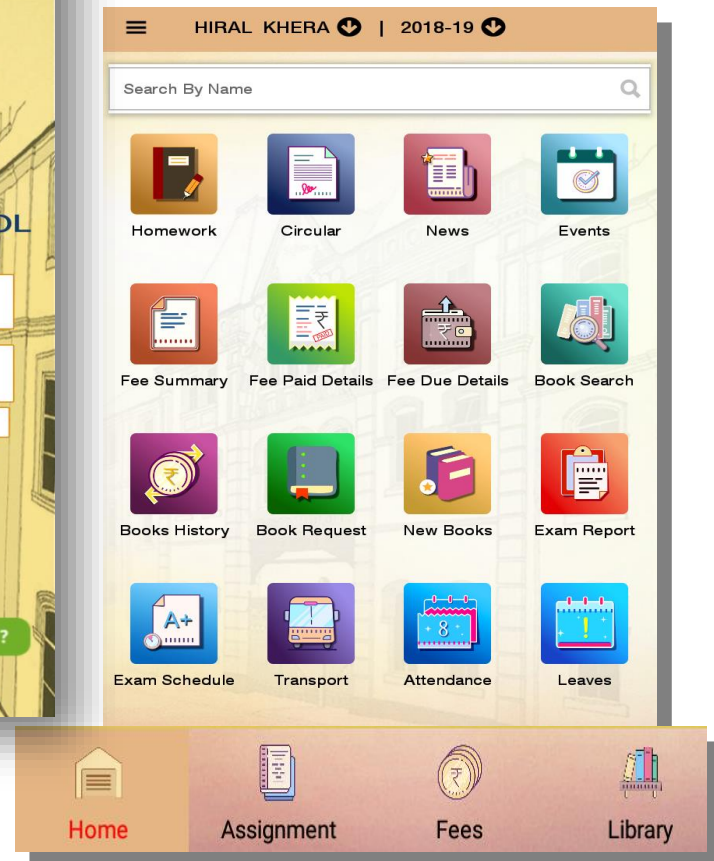 HIRAL KHERA | 2018-19
Search By Name
Homework Circular News Events
Fee Summary Fee Paid Details Fee Due Details Book Search
Books History Book Request New Books Exam Report
A+
8
!
Exam Schedule Transport Attendance Leaves
Home Assignment Fees Library
OL
?